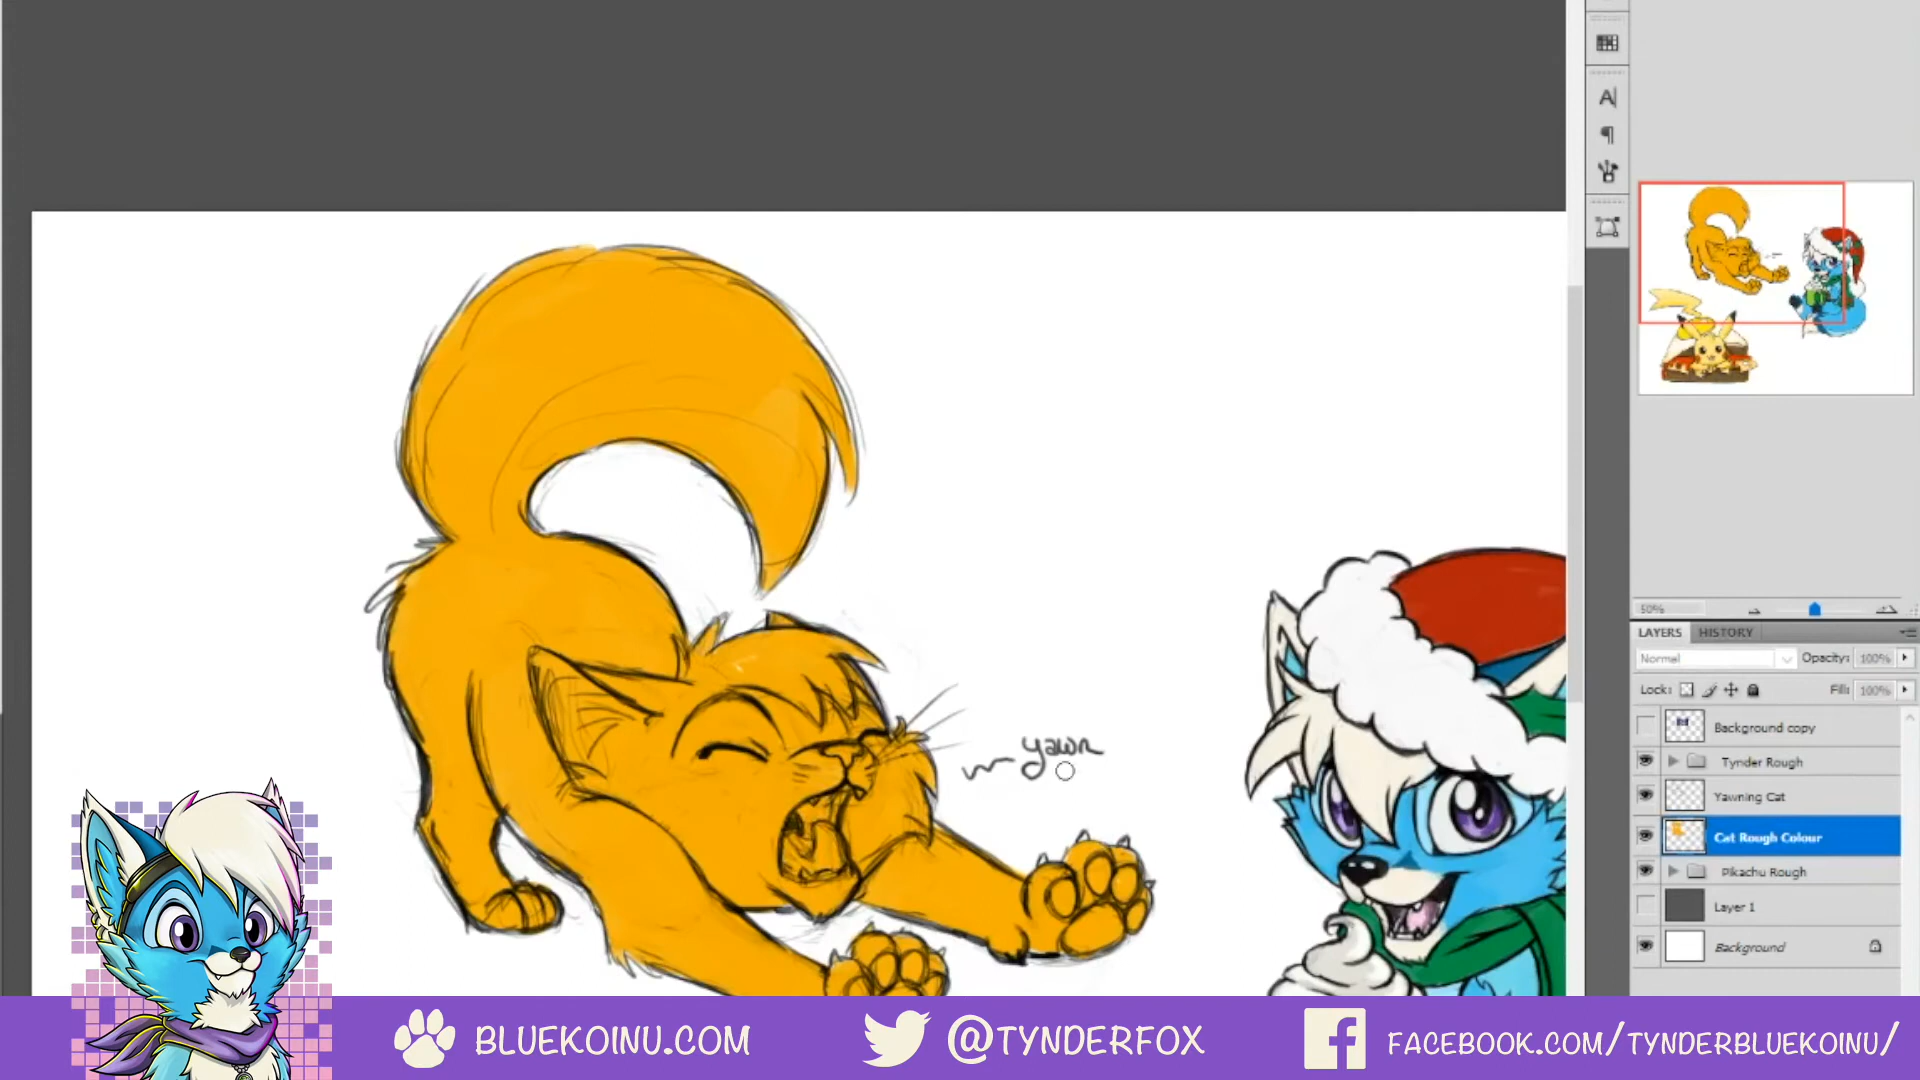 A
¶
yawn
50%
LAYERS HISTORY
Normal Opacity: 100%
Lock: Fill: 100%
Background copy
Tynder Rough
Yawning Cat
Cat Rough Colour
Pikachu Rough
Layer 1
Background
BLUEKOINU.COM @TYNDERFOX FACEBOOK.COM/TYNDERBLUEKOINU/